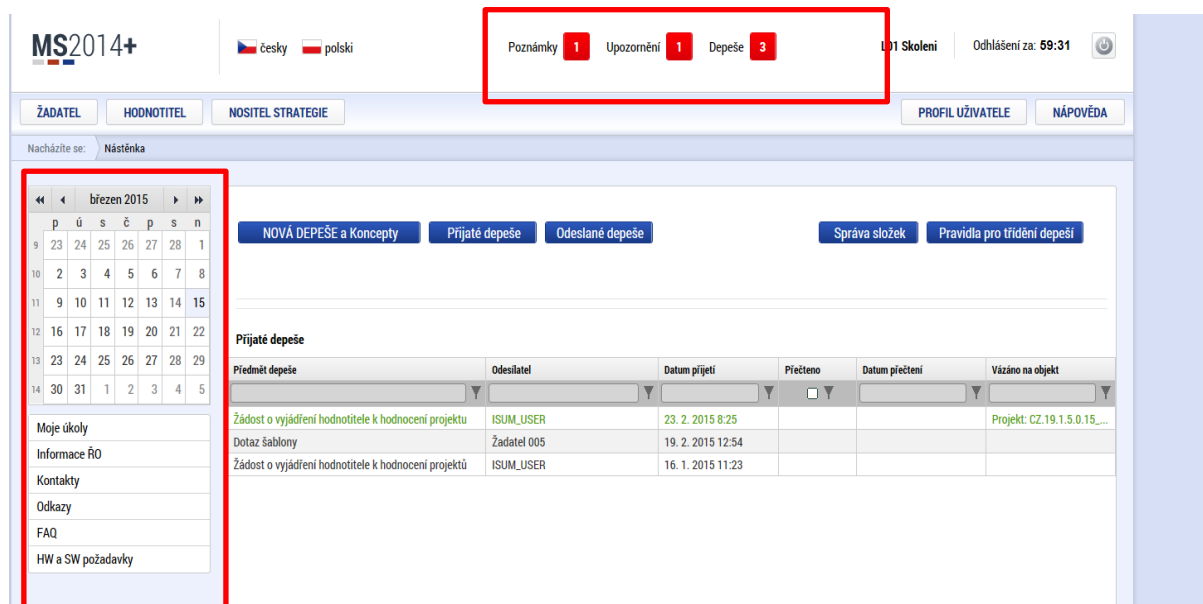 MS2014+ česky polski Poznámky 1 Upozornění 1 Depeše 3 L01 Skoleni Odhlášení za: 59:31
ŽADATEL HODNOTITEL NOSITEL STRATEGIE PROFIL UŽIVATELE NÁPOVĚDA
Nacházíte se: Nástěnka
březen 2015
p ú s č p s n
9 23 24 25 26 27 28 1
10 2 3 4 5 6 7 8
11 9 10 11 12 13 14 15
12 16 17 18 19 20 21 22
13 23 24 25 26 27 28 29
14 30 31 1 2 3 4 5
Moje úkoly
Informace ŘO
Kontakty
Odkazy
FAQ
HW a SW požadavky
NOVÁ DEPEŠE a Koncepty Přijaté depeše Odeslané depeše Správa složek Pravidla pro třídění depeší
Přijaté depeše
Předmět depeše Odesílatel Datum přijetí Přečteno Datum přečtení Vázáno na objekt
Žádost o vyjádření hodnotitele k hodnocení projektu ISUM_USER 23. 2. 2015 8:25 Projekt: CZ.19.1.5.0.15_...
Dotaz šablony Žadatel 005 19. 2. 2015 12:54
Žádost o vyjádření hodnotitele k hodnocení projektů ISUM_USER 16. 1. 2015 11:23